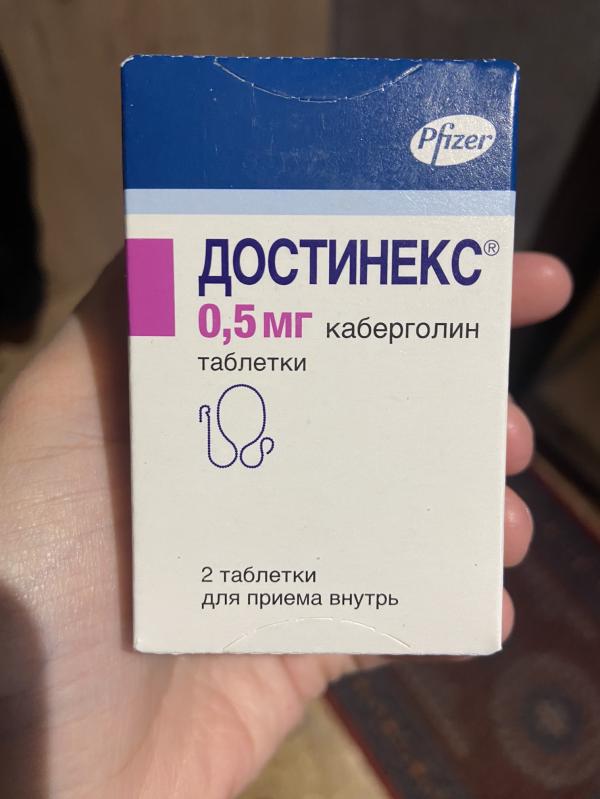 Pfizer
ДОСТИНЕКС®
0,5 мг каберголин
таблетки
2 таблетки
для приема внутрь